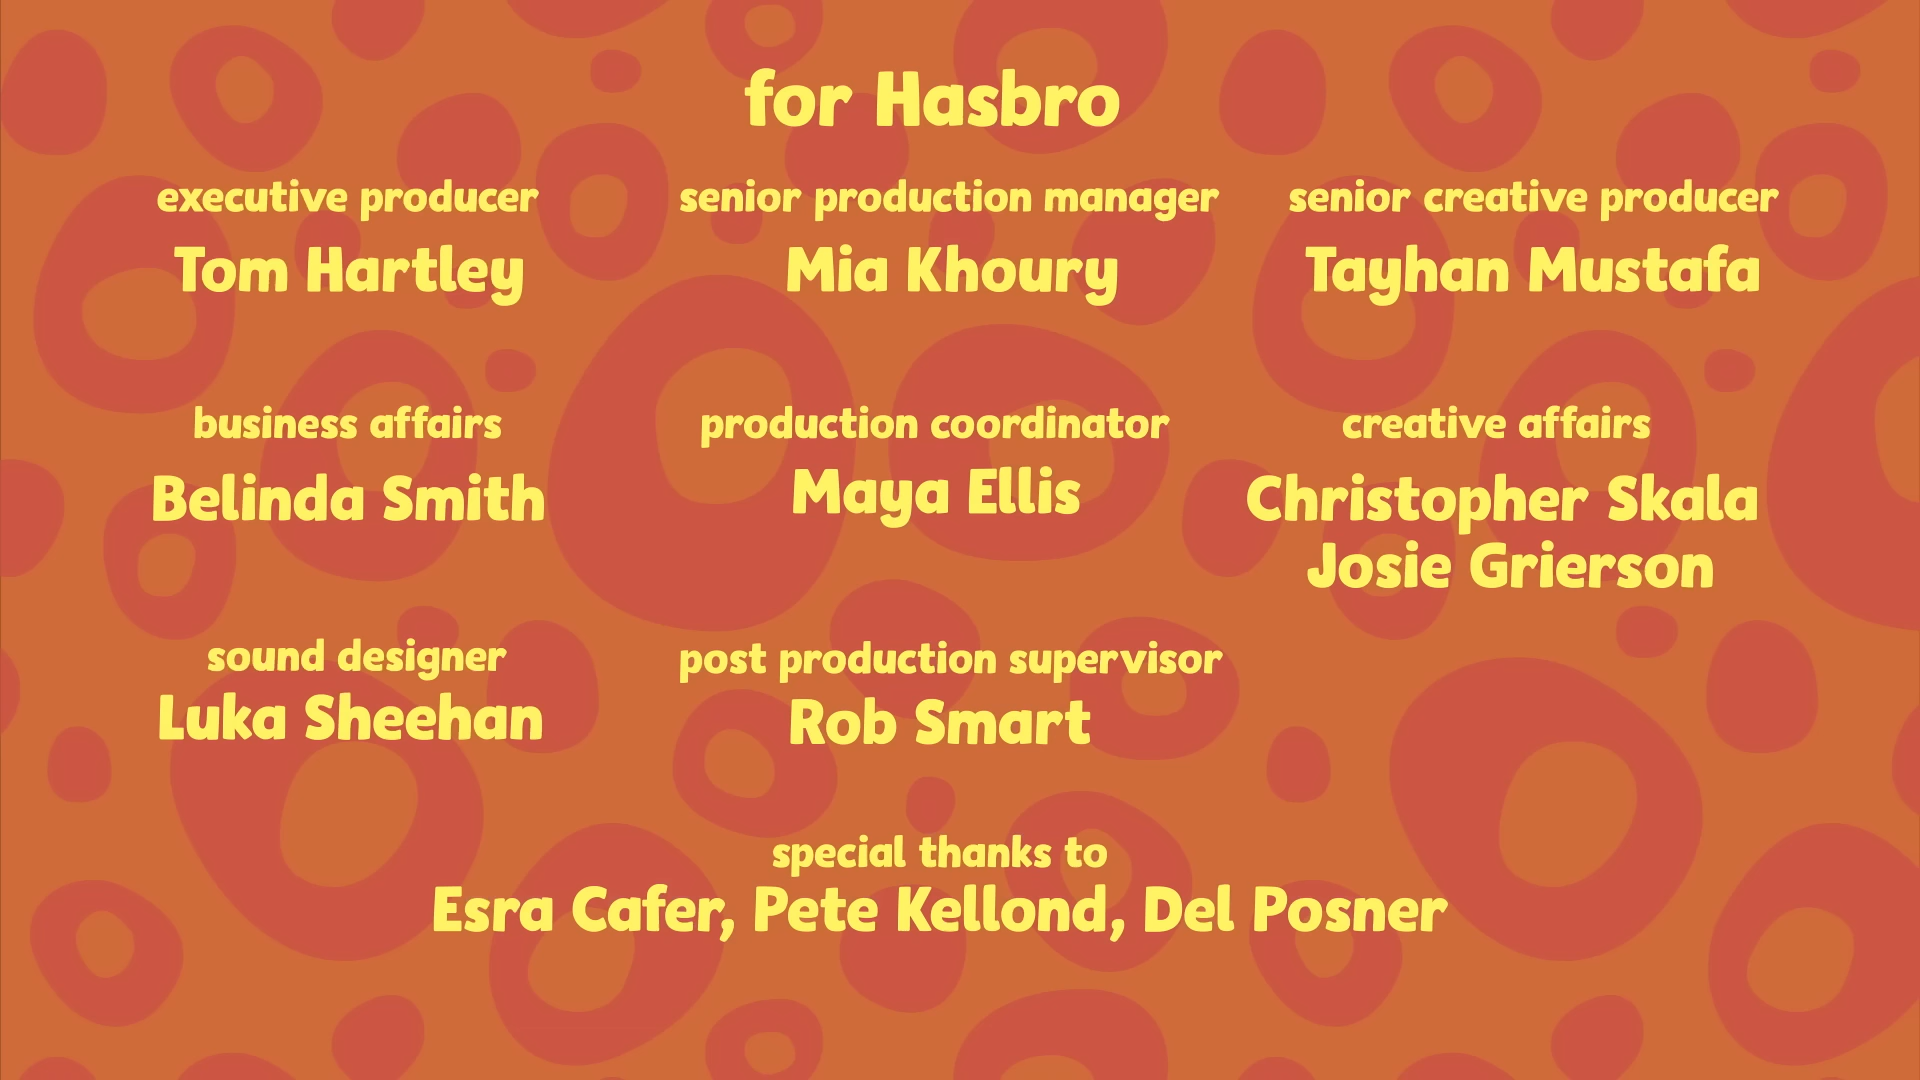 for Hasbro
executive producer
Tom Hartley
senior production manager
Mia Khoury
senior creative producer
Tayhan Mustafa
business affairs
Belinda Smith
production coordinator
Maya Ellis
creative affairs
Christopher Skala
Josie Grierson
sound designer
Luka Sheehan
post production supervisor
Rob Smart
special thanks to
Esra Cafer, Pete Kellond, Del Posner